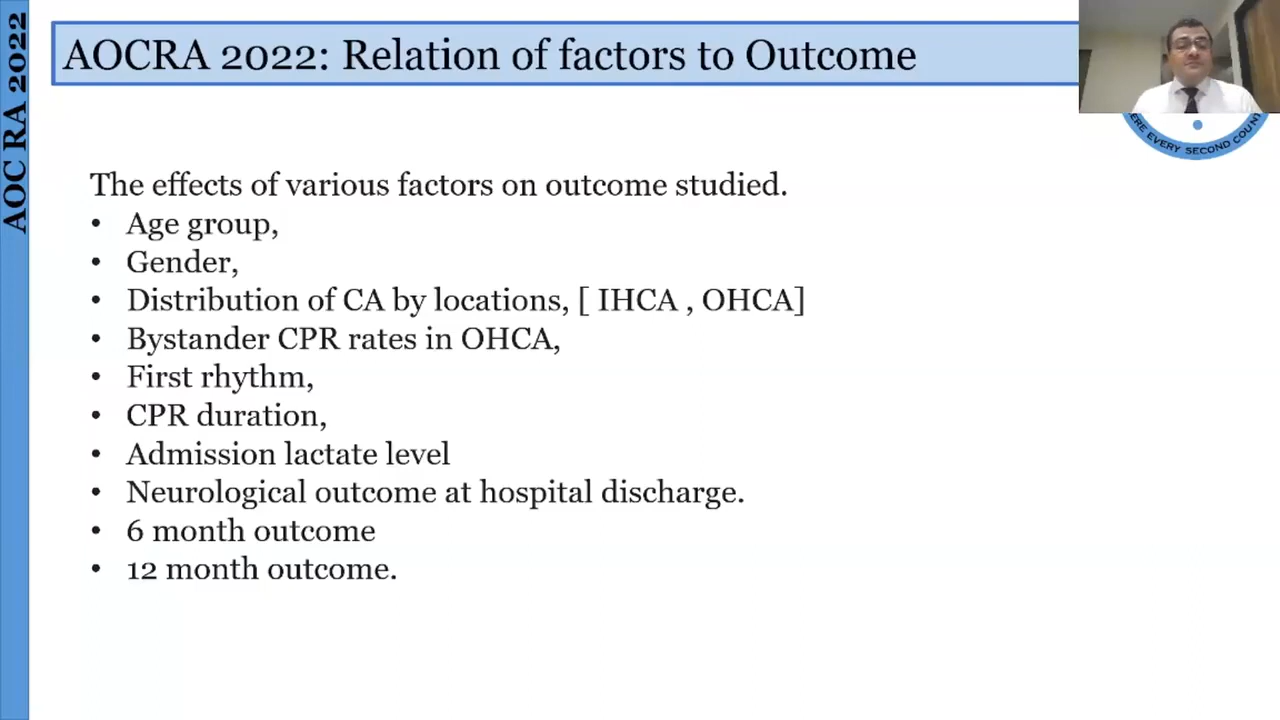 AOCRA 2022: Relation of factors to Outcome
AOC RA 2022
ERE EVERY SECOND COUNT
The effects of various factors on outcome studied.
• Age group,
• Gender,
• Distribution of CA by locations, [ IHCA , OHCA]
• Bystander CPR rates in OHCA,
• First rhythm,
• CPR duration,
• Admission lactate level
• Neurological outcome at hospital discharge.
• 6 month outcome
• 12 month outcome.